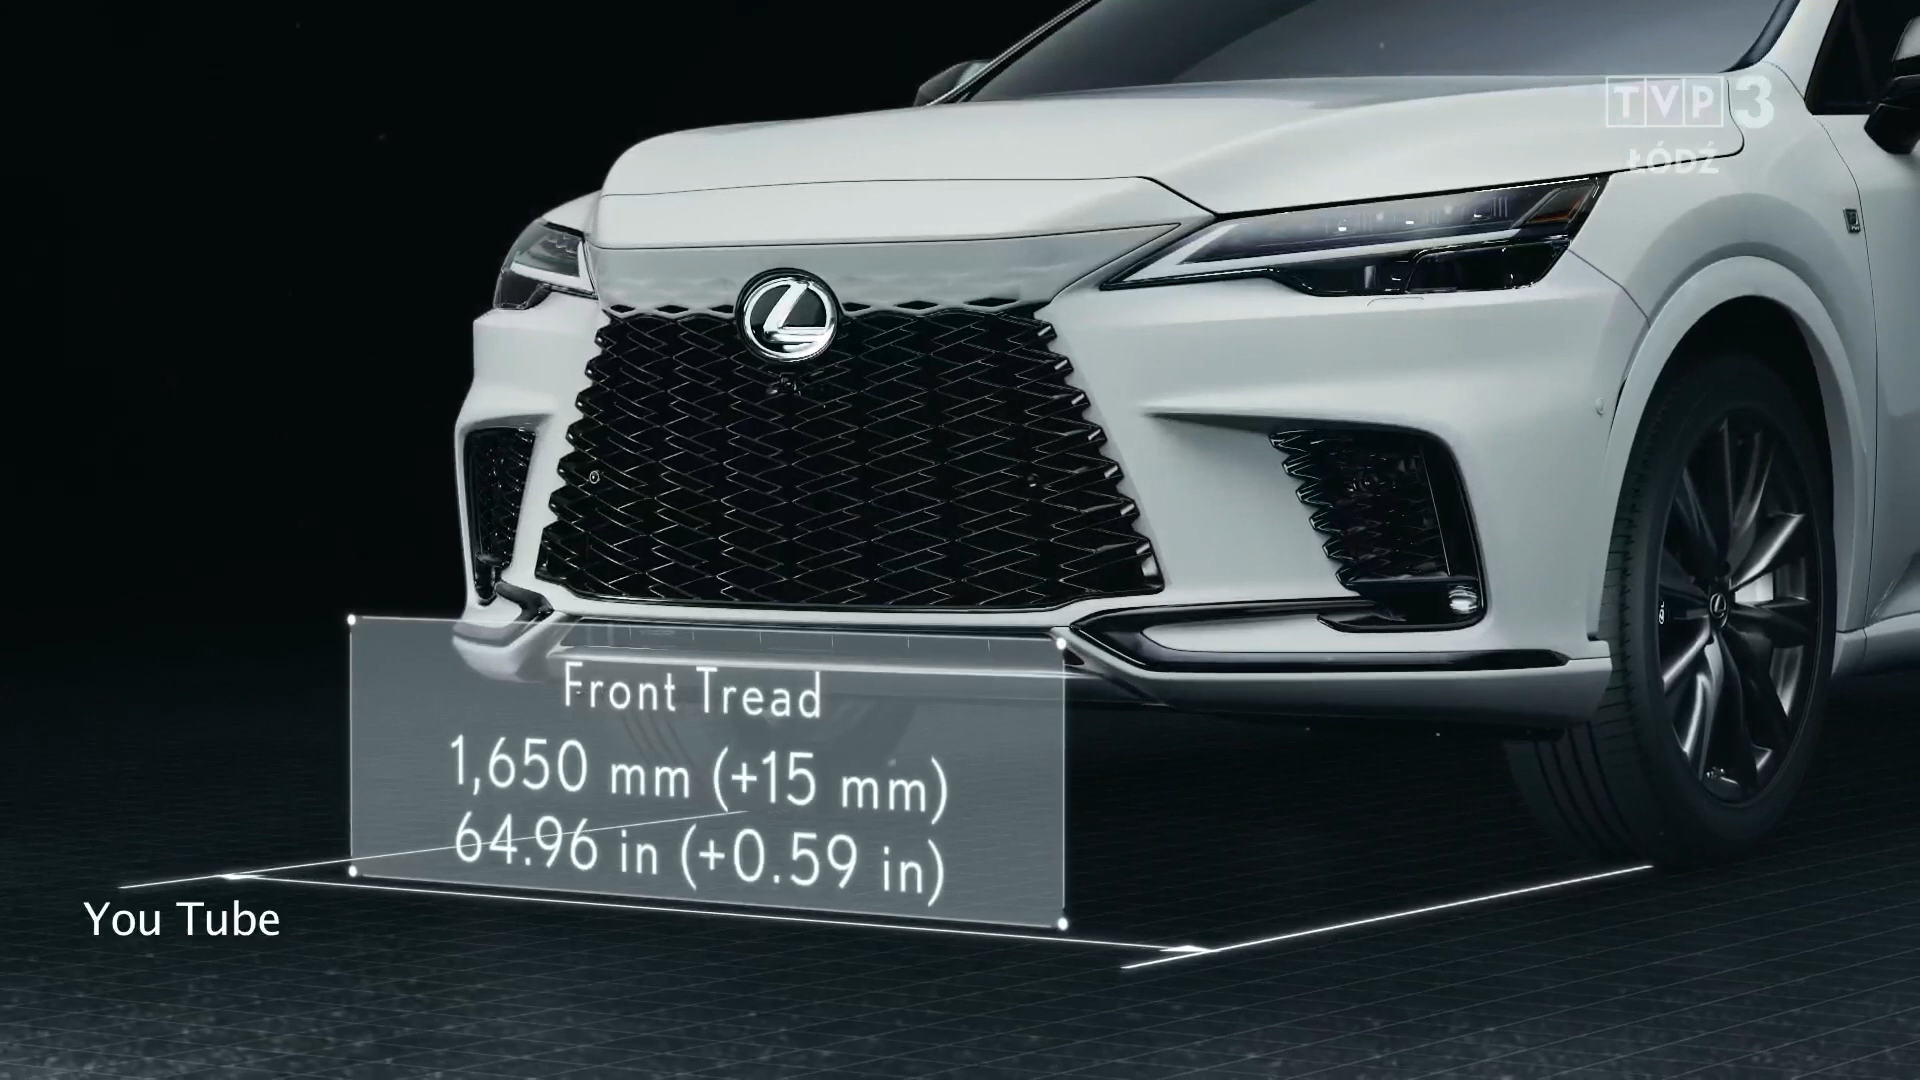 TVP3
ŁÓDŹ
Front Tread
1,650 mm (+15 mm)
64.96 in (+0.59 in)
You Tube